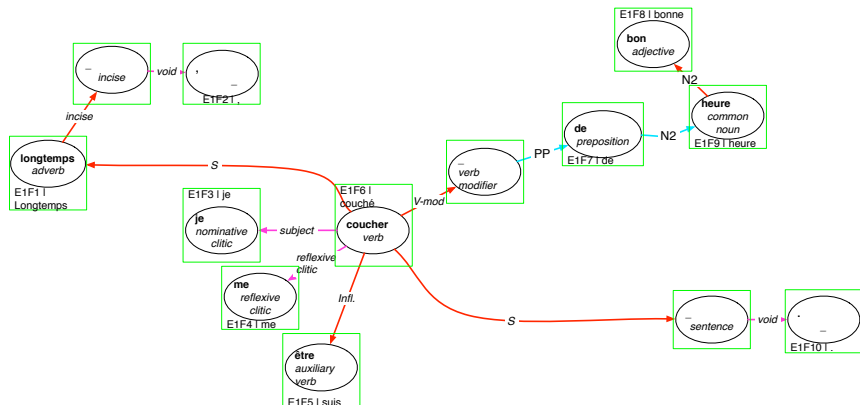 E1F8 | bonne
bon
adjective
N2
_
incise
void
,
_
E1F2 | ,
incise
heure
common
noun
E1F9 | heure
de
preposition
E1F7 | de
N2
PP
longtemps
adverb
E1F1 |
Longtemps
S
_
verb
modifier
V-mod
E1F6 |
couché
coucher
verb
E1F3 | je
je
nominative
clitic
subject
reflexive
clitic
me
reflexive
clitic
E1F4 | me
Infl.
S
_
sentence
void
.
_
E1F10 | .
être
auxiliary
verb
E1F5 | suis